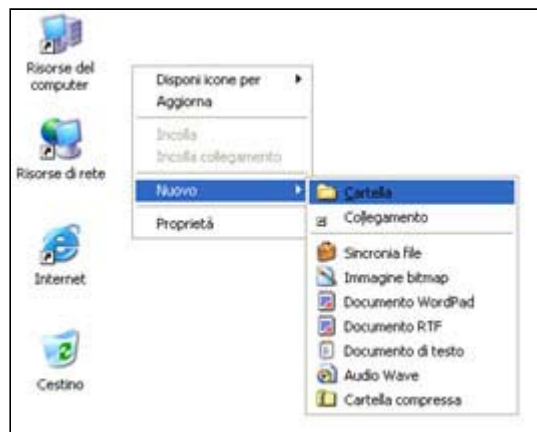 Risorse del
computer
Risorse di rete
Internet
Cestino
Disponi icone per
Aggiorna
Incolla
Incolla collegamento
Nuovo
Proprietà
Cartella
Collegamento
Sincronia file
Immagine bitmap
Documento WordPad
Documento RTF
Documento di testo
Audio Wave
Cartella compressa